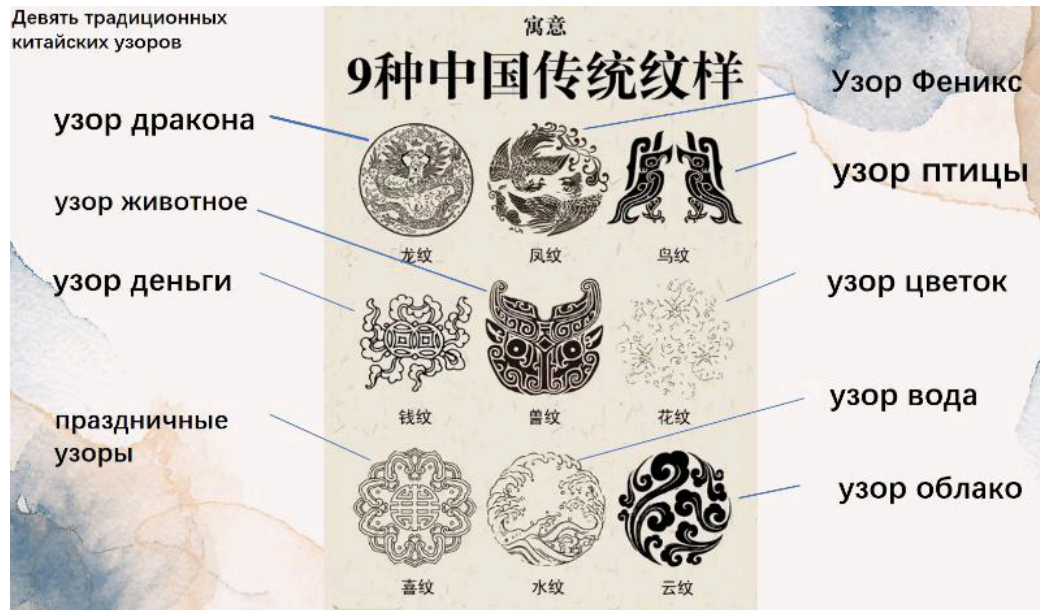 Девять традиционных
китайских узоров
寓意
9种中国传统纹样
Узор Феникс
узор дракона
узор птицы
узор животное
龙纹
凤纹
鸟纹
узор деньги
узор цветок
钱纹
兽纹
花纹
узор вода
праздничные
узоры
узор облако
喜纹
水纹
云纹